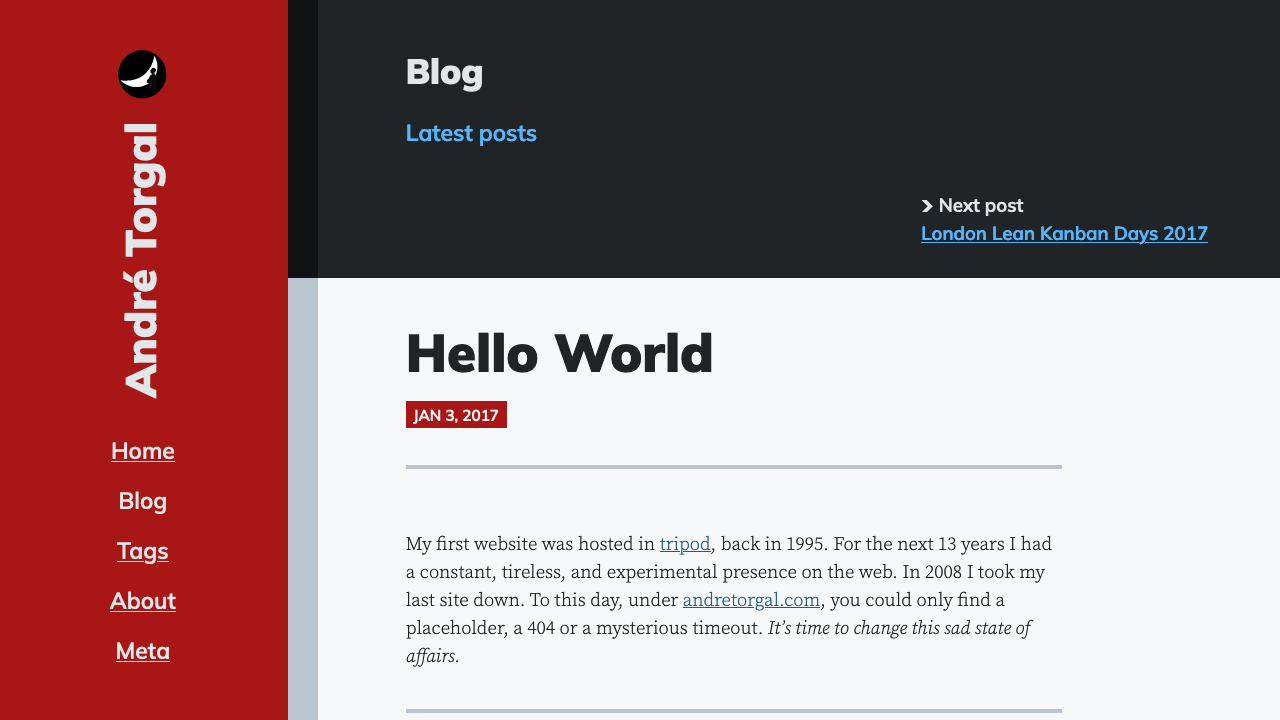 André Torgal
Home
Blog
Tags
About
Meta
Blog
Latest posts
› Next post
London Lean Kanban Days 2017
Hello World
JAN 3, 2017
My first website was hosted in tripod, back in 1995. For the next 13 years I had
a constant, tireless, and experimental presence on the web. In 2008 I took my
last site down. To this day, under andretorgal.com, you could only find a
placeholder, a 404 or a mysterious timeout. It’s time to change this sad state of
affairs.